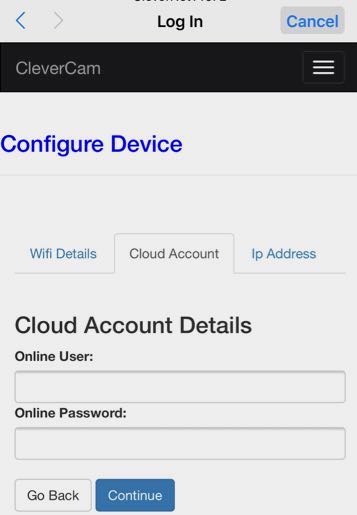 Log In Cancel
CleverCam
Configure Device
Wifi Details Cloud Account Ip Address
Cloud Account Details
Online User:
Online Password:
Go Back Continue